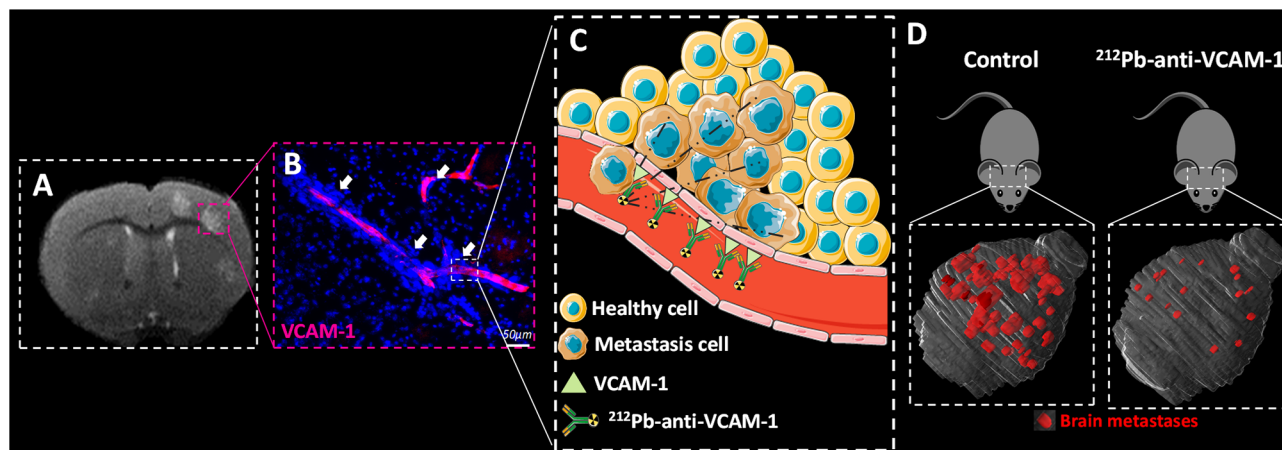 A
B
VCAM-1
50µm
C
Healthy cell
Metastasis cell
VCAM-1
²¹²Pb-anti-VCAM-1
D
Control
²¹²Pb-anti-VCAM-1
Brain metastases